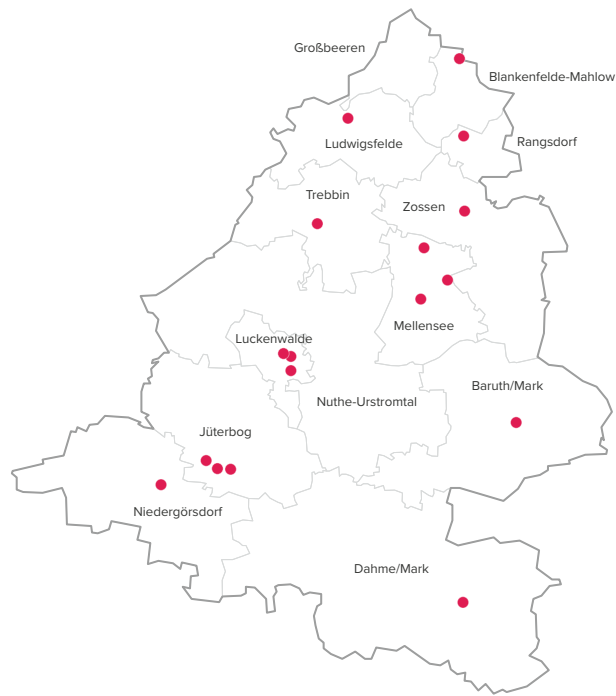 Großbeeren
Blankenfelde-Mahlow
Ludwigsfelde
Rangsdorf
Trebbin
Zossen
Mellensee
Luckenwalde
Baruth/Mark
Nuthe-Urstromtal
Jüterbog
Niedergörsdorf
Dahme/Mark